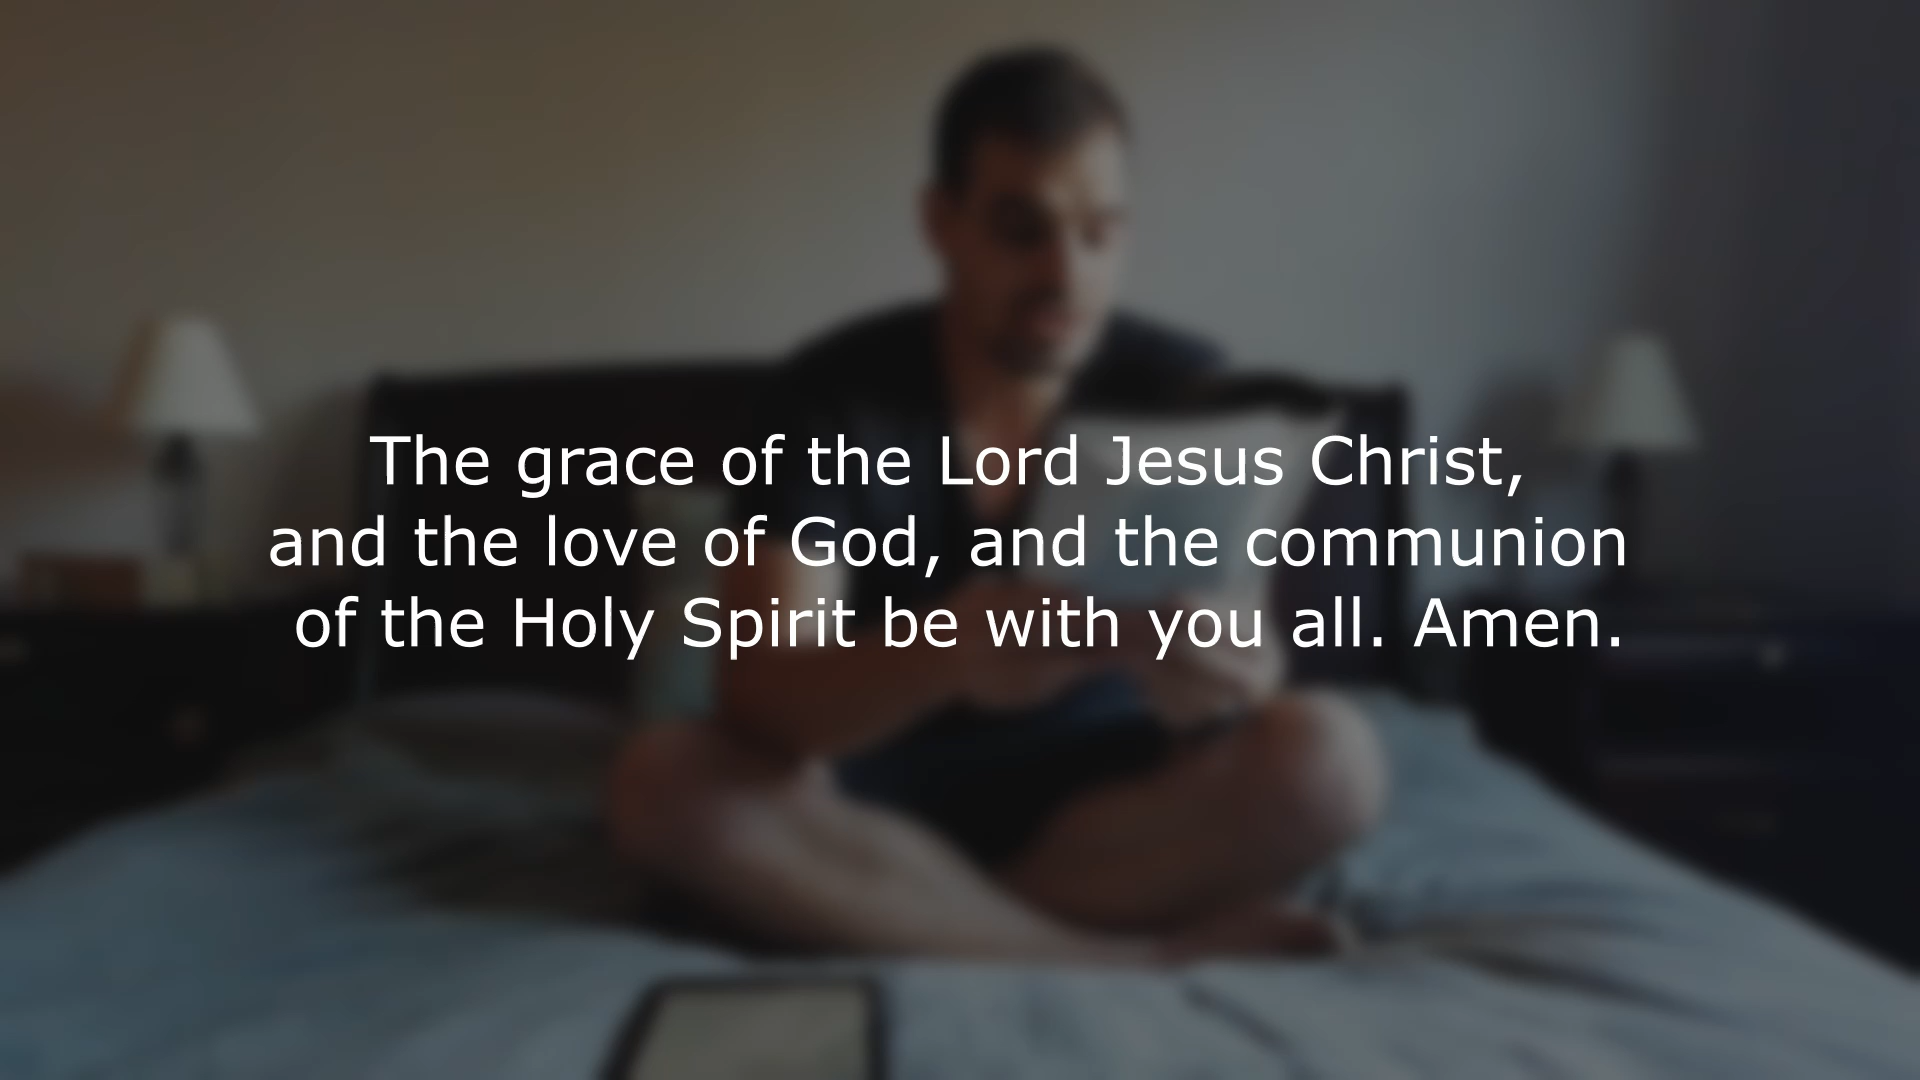 The grace of the Lord Jesus Christ,
and the love of God, and the communion
of the Holy Spirit be with you all. Amen.